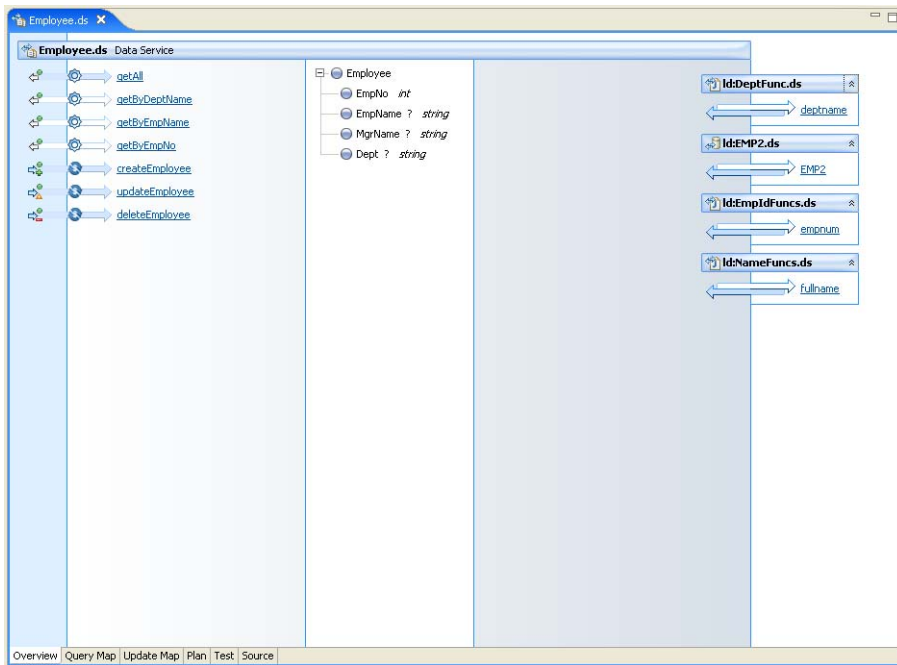 Employee.ds
Employee.ds Data Service
getAll
getByDeptName
getByEmpName
getByEmpNo
createEmployee
updateEmployee
deleteEmployee
Employee
EmpNo int
EmpName ? string
MgrName ? string
Dept ? string
ld:DeptFunc.ds
deptname
ld:EMP2.ds
EMP2
ld:EmpIdFuncs.ds
empnum
ld:NameFuncs.ds
fullname
Overview Query Map Update Map Plan Test Source